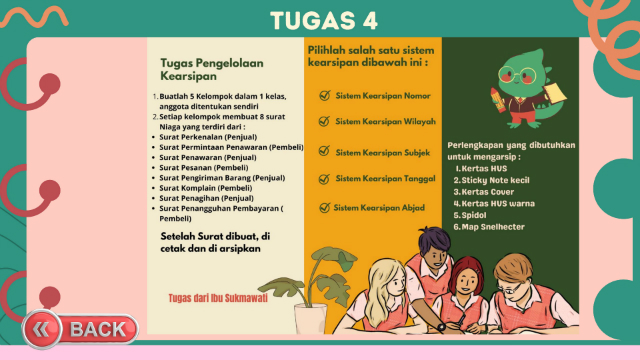 TUGAS 4
Tugas Pengelolaan
Kearsipan
1. Buatlah 5 Kelompok dalam 1 kelas,
anggota ditentukan sendiri
2. Setiap kelompok membuat 8 surat
Niaga yang terdiri dari :
• Surat Perkenalan (Penjual)
• Surat Permintaan Penawaran (Pembeli)
• Surat Penawaran (Penjual)
• Surat Pesanan (Pembeli)
• Surat Pengiriman Barang (Penjual)
• Surat Komplain (Pembeli)
• Surat Penagihan (Penjual)
• Surat Penangguhan Pembayaran (
Pembeli)
Setelah Surat dibuat, di
cetak dan di arsipkan
Tugas dari Ibu Sukmawati
Pilihlah salah satu sistem
kearsipan dibawah ini :
Sistem Kearsipan Nomor
Sistem Kearsipan Wilayah
Sistem Kearsipan Subjek
Sistem Kearsipan Tanggal
Sistem Kearsipan Abjad
Perlengkapan yang dibutuhkan
untuk mengarsip :
1. Kertas HVS
2. Sticky Note kecil
3. Kertas Cover
4. Kertas HVS warna
5. Spidol
6. Map Snelhecter
BACK